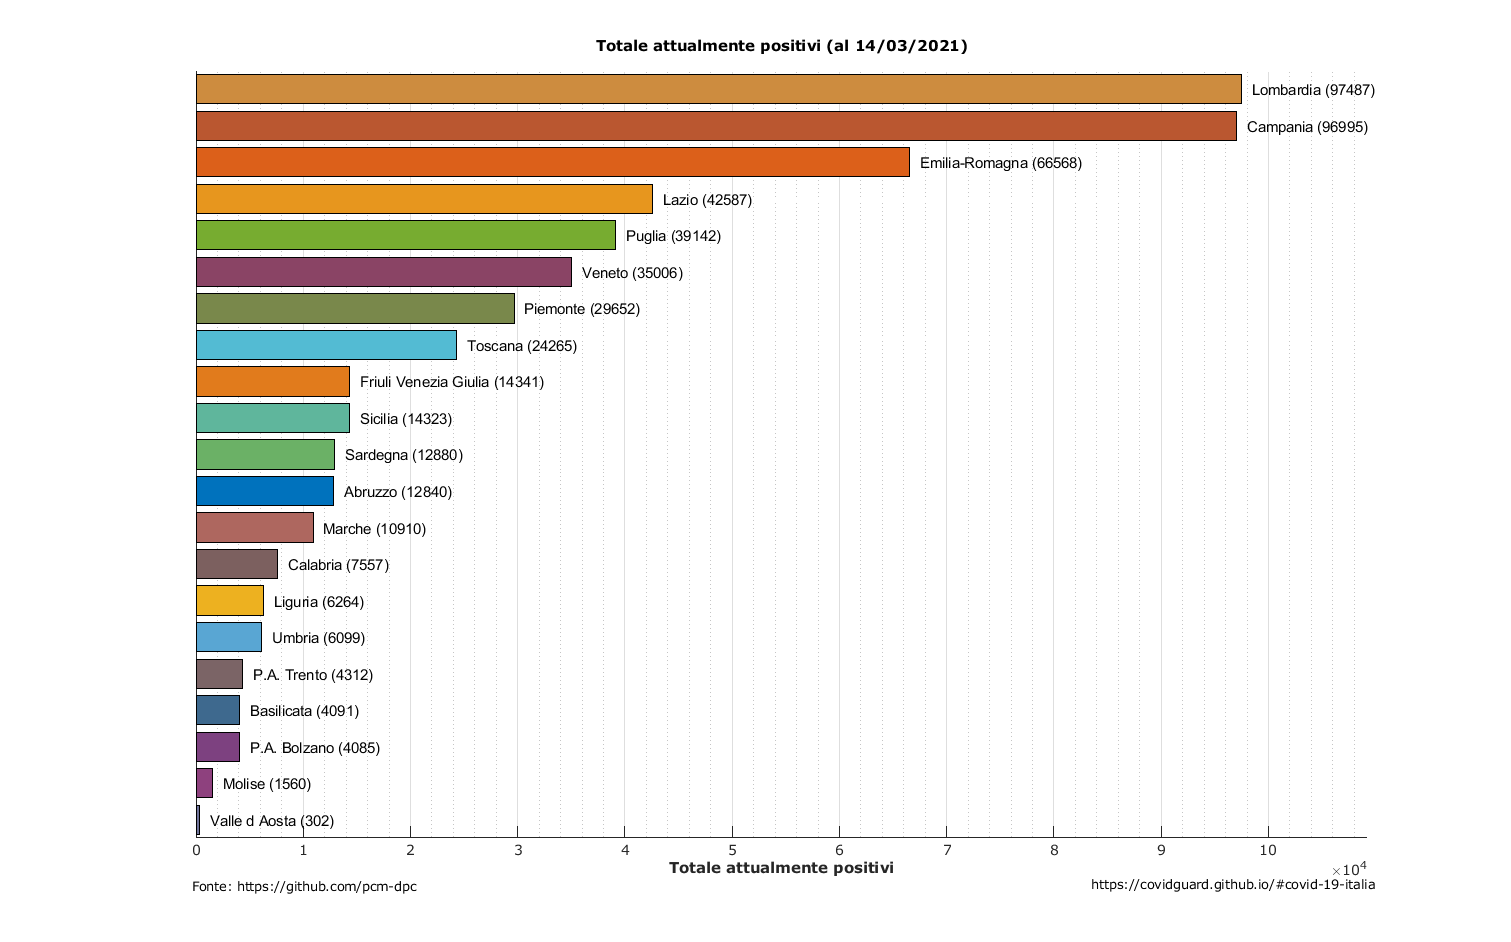 Totale attualmente positivi (al 14/03/2021)
Lombardia (97487)
Campania (96995)
Emilia-Romagna (66568)
Lazio (42587)
Puglia (39142)
Veneto (35006)
Piemonte (29652)
Toscana (24265)
Friuli Venezia Giulia (14341)
Sicilia (14323)
Sardegna (12880)
Abruzzo (12840)
Marche (10910)
Calabria (7557)
Liguria (6264)
Umbria (6099)
P.A. Trento (4312)
Basilicata (4091)
P.A. Bolzano (4085)
Molise (1560)
Valle d Aosta (302)
0 1 2 3 4 5 6 7 8 9 10
×10⁴
Totale attualmente positivi
Fonte: https://github.com/pcm-dpc
https://covidguard.github.io/#covid-19-italia